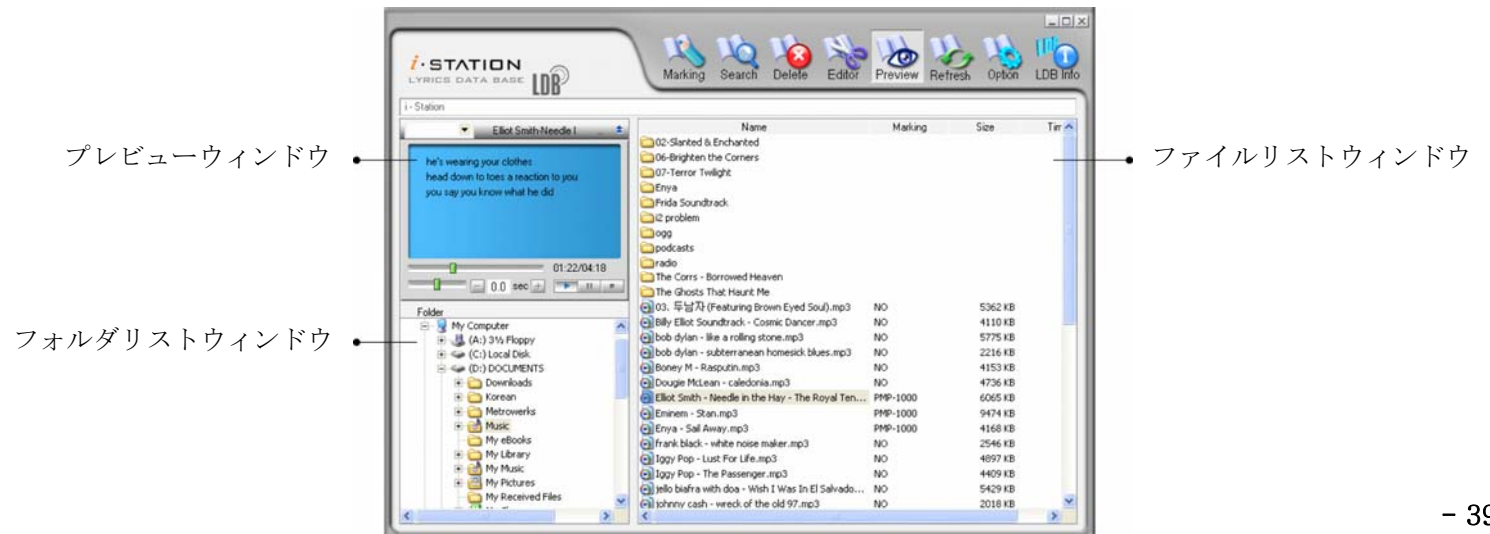 i·STATION
LYRICS DATA BASE LDB
Marking Search Delete Editor Preview Refresh Option LDB Info
i - Station
Elliot Smith-Needle I
he's wearing your clothes
head down to toes a reaction to you
you say you know what he did
01:22/04:18
0.0 sec
プレビューウィンドウ
Folder
My Computer
(A:) 3½ Floppy
(C:) Local Disk
(D:) DOCUMENTS
Downloads
Korean
Metrowerks
Music
My eBooks
My Library
My Music
My Pictures
My Received Files
フォルダリストウィンドウ
Name Marking Size
02-Slanted & Enchanted
06-Brighten the Corners
07-Terror Twilight
Enya
Frida Soundtrack
i2 problem
ogg
podcasts
radio
The Corrs - Borrowed Heaven
The Ghosts That Haunt Me
03. 두남자 (Featuring Brown Eyed Soul).mp3 NO 5362 KB
Billy Elliot Soundtrack - Cosmic Dancer.mp3 NO 4110 KB
bob dylan - like a rolling stone.mp3 NO 5775 KB
bob dylan - subterranean homesick blues.mp3 NO 2216 KB
Boney M - Rasputin.mp3 NO 4153 KB
Dougie McLean - caledonia.mp3 NO 4736 KB
Elliot Smith - Needle in the Hay - The Royal Ten... PMP-1000 6065 KB
Eminem - Stan.mp3 PMP-1000 9474 KB
Enya - Sail Away.mp3 PMP-1000 4168 KB
frank black - white noise maker.mp3 NO 2546 KB
Iggy Pop - Lust For Life.mp3 NO 4897 KB
Iggy Pop - The Passenger.mp3 NO 4409 KB
jello biafra with doa - Wish I Was In El Salvado... NO 5429 KB
johnny cash - wreck of the old 97.mp3 NO 2018 KB
ファイルリストウィンドウ
- 39